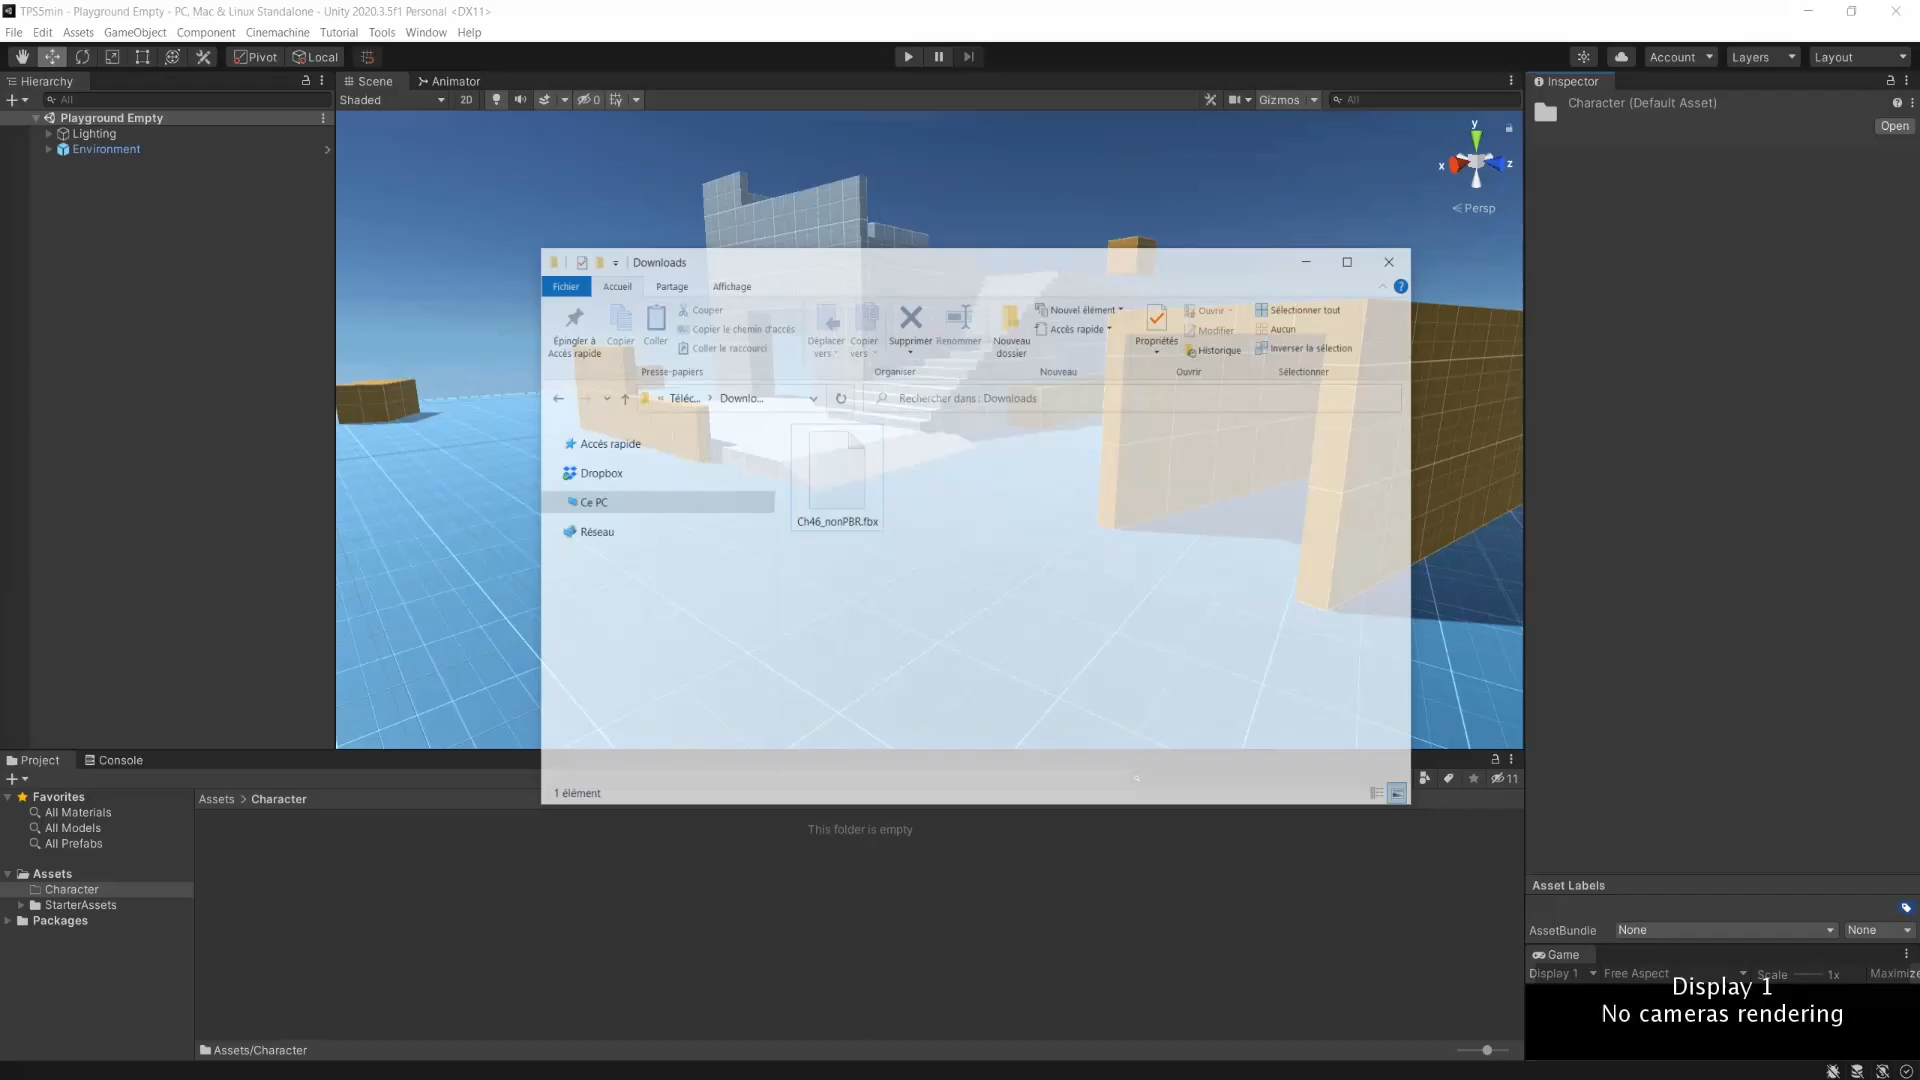 TPS5min - Playground Empty - PC, Mac & Linux Standalone - Unity 2020.3.5f1 Personal <DX11>
File Edit Assets GameObject Component Cinemachine Tutorial Tools Window Help
Pivot Local Account Layers Layout
Hierarchy Scene Animator Inspector
All Shaded 2D 0 Gizmos All
Character (Default Asset)
Open
Playground Empty
Lighting
Environment
y
x z
Persp
Downloads
Fichier Accueil Partage Affichage
Couper
Copier le chemin d'accès
Coller le raccourci
Épingler à Accès rapide Copier Coller
Déplacer vers Copier vers Supprimer Renommer
Nouveau dossier
Nouvel élément
Accès rapide
Propriétés
Ouvrir
Modifier
Historique
Sélectionner tout
Aucun
Inverser la sélection
Presse-papiers Organiser Nouveau Ouvrir Sélectionner
« Téléc... > Downlo... Rechercher dans : Downloads
Accès rapide
Dropbox
Ce PC
Réseau
Ch46_nonPBR.fbx
1 élément
Project Console
11
Favorites
All Materials
All Models
All Prefabs
Assets
Character
StarterAssets
Packages
Assets > Character
This folder is empty
Assets/Character
Asset Labels
AssetBundle None None
Game
Display 1 Free Aspect Scale 1x Maximize
Display 1
No cameras rendering